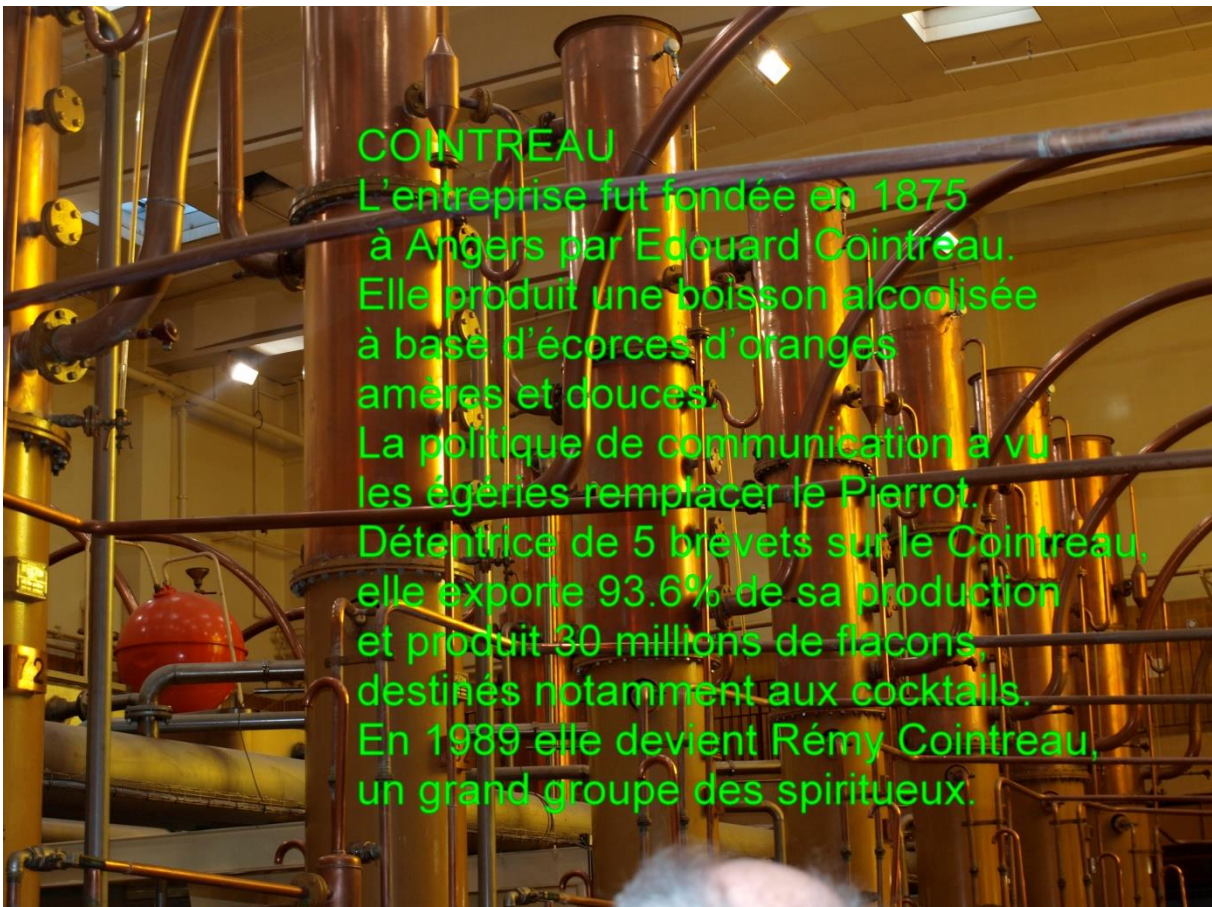 COINTREAU
L’entreprise fut fondée en 1875
à Angers par Edouard Cointreau.
Elle produit une boisson alcoolisée
à base d’écorces d’oranges
amères et douces.
La politique de communication a vu
les égéries remplacer le Pierrot.
Détentrice de 5 brevets sur le Cointreau,
elle exporte 93.6% de sa production
et produit 30 millions de flacons,
destinés notamment aux cocktails.
En 1989 elle devient Rémy Cointreau,
un grand groupe des spiritueux.
72